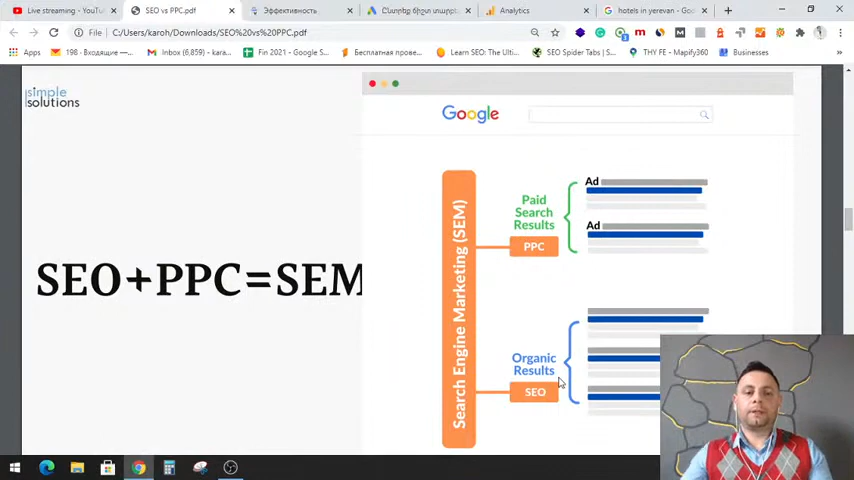 Live streaming - YouTu
SEO vs PPC.pdf
Эффективность
Analytics
hotels in yerevan - Goo
File | C:/Users/karoh/Downloads/SEO%20vs%20PPC.pdf
Apps
198 - Входящие —...
Inbox (6,859) - kara...
Fin 2021 - Google S...
Бесплатная провер...
Learn SEO: The Ulti...
SEO Spider Tabs | S...
THY FE - Mapify360
Businesses
simple
solutions
Google
Search Engine Marketing (SEM)
Paid
Search
Results
PPC
Ad
Ad
SEO+PPC=SEM
Organic
Results
SEO